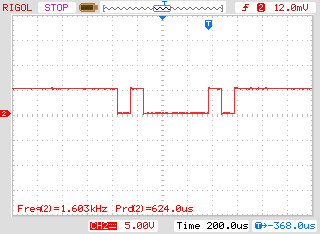 RIGOL STOP T 2 12.0mV
T
2
Freq(2)=1.603kHz Prd(2)=624.0us
CH2 5.00V Time 200.0us T→-368.0us